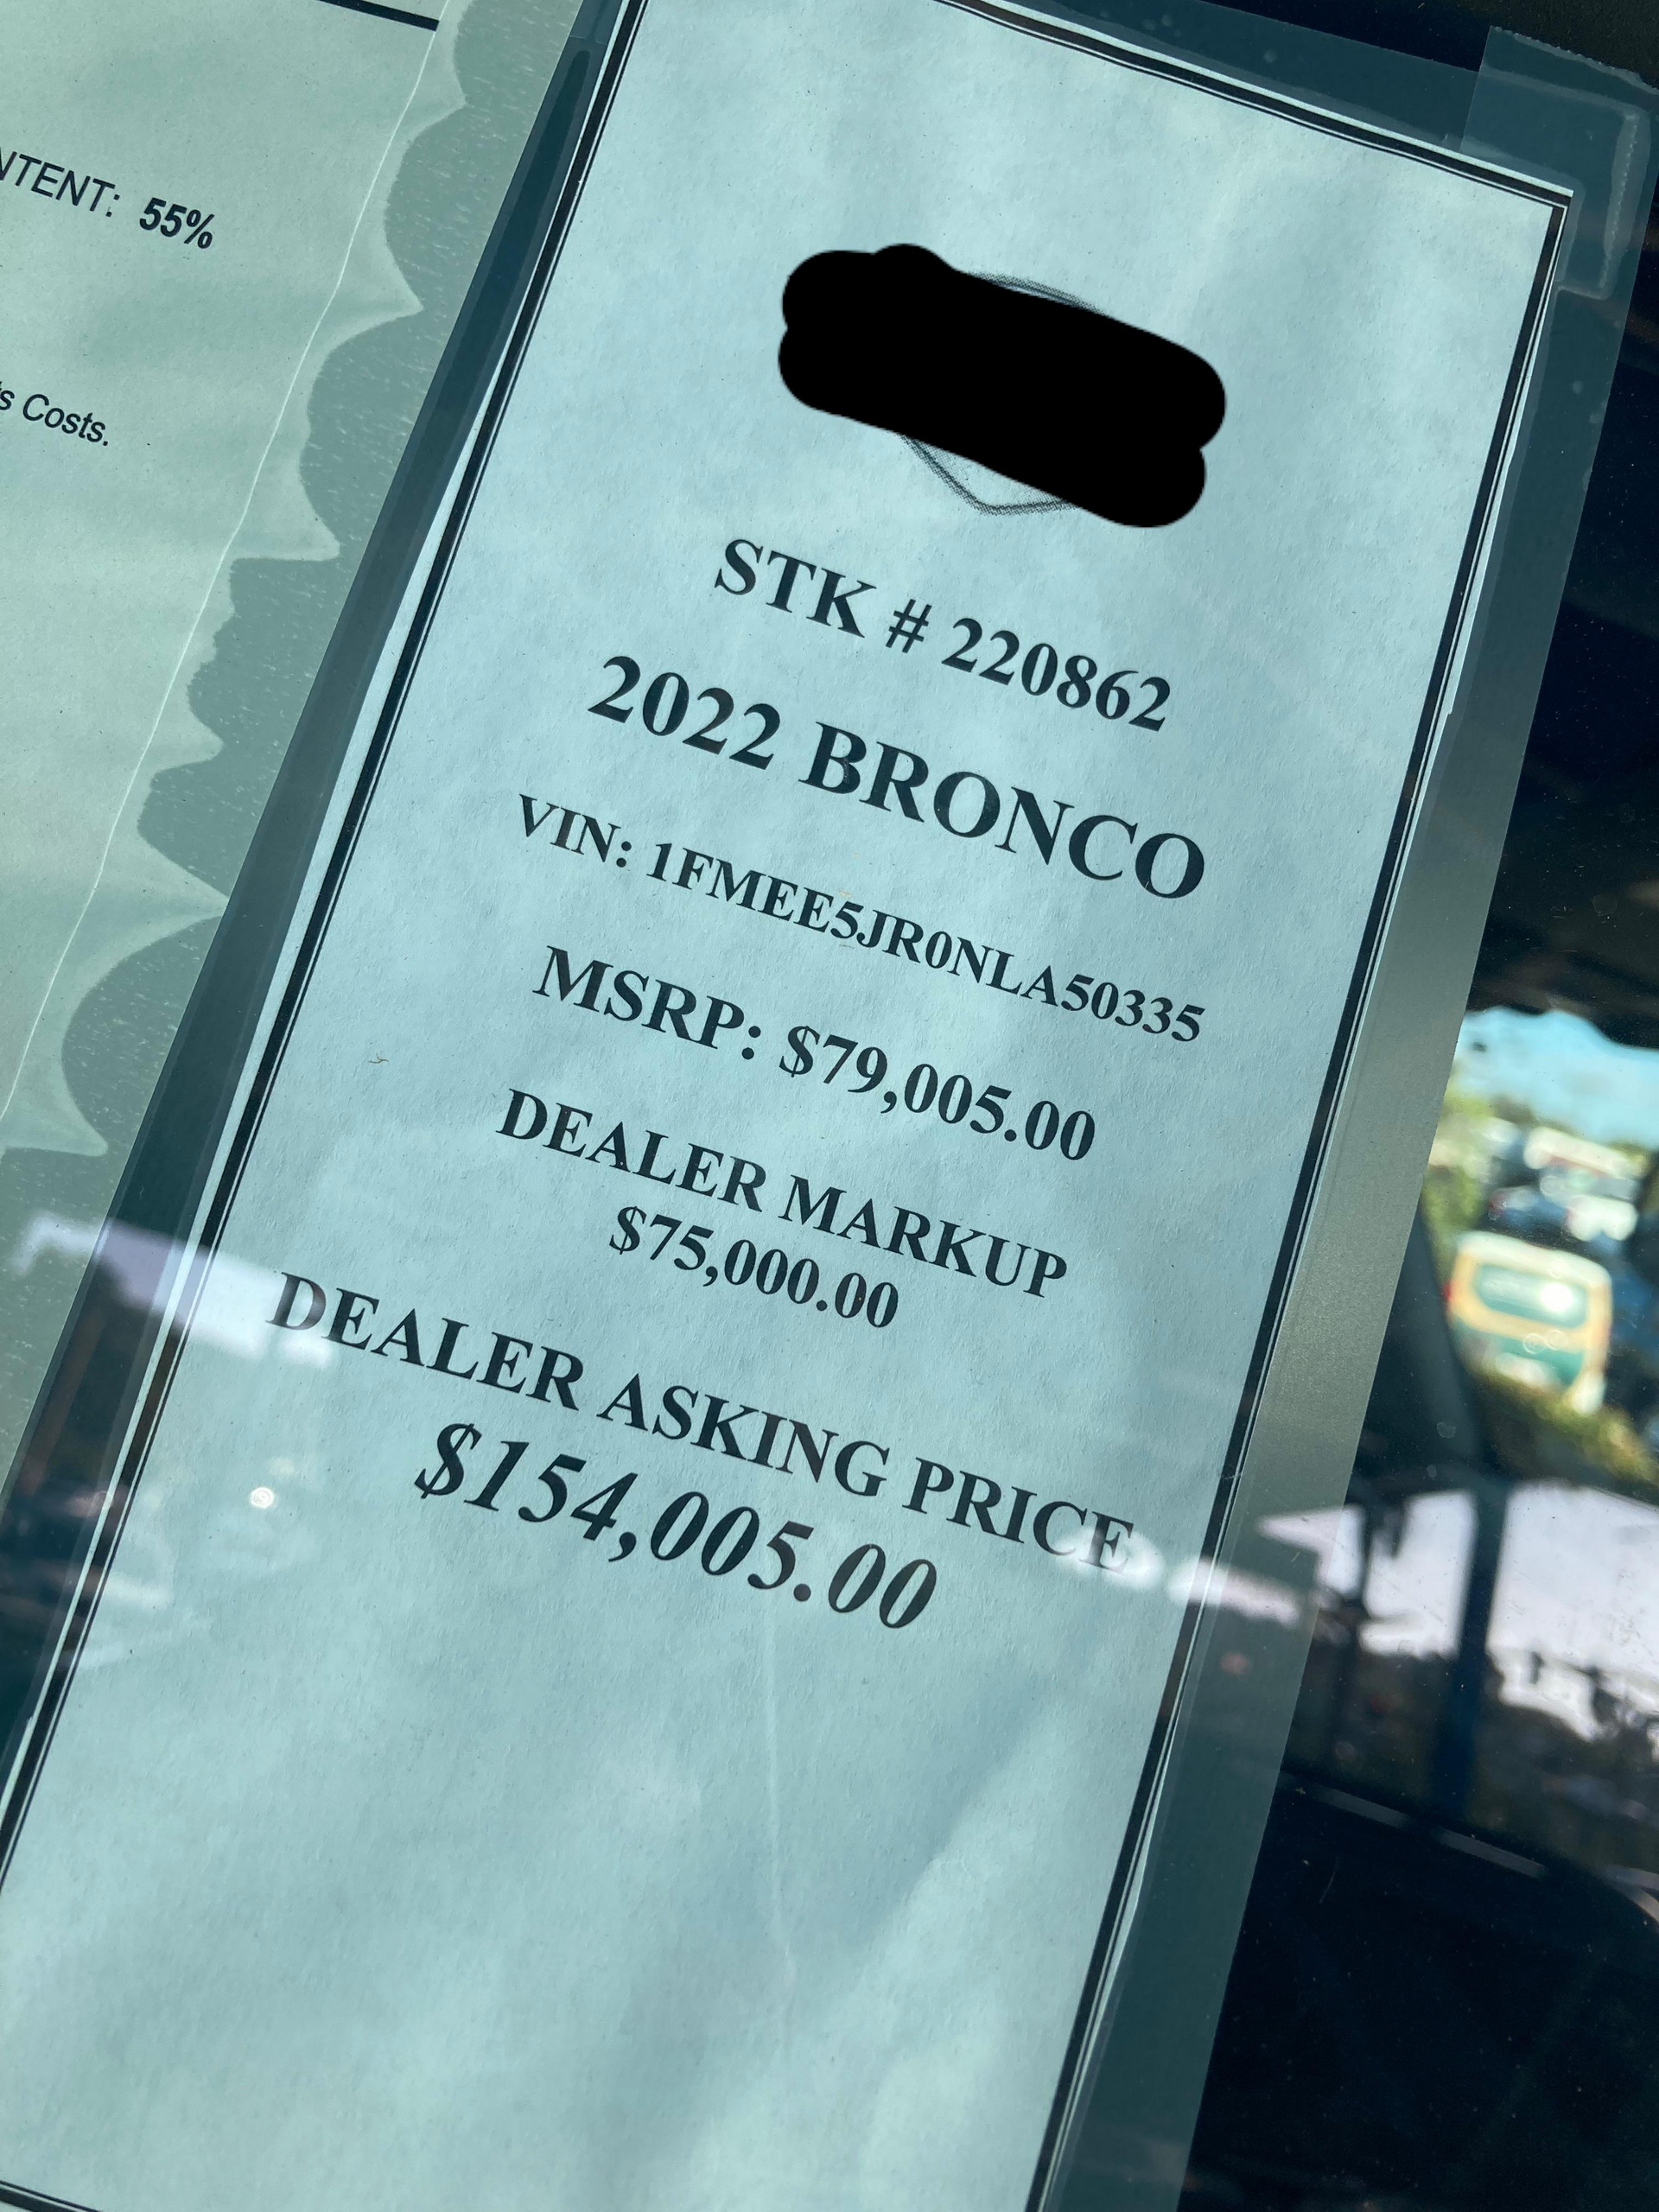 NTENT: 55%
s Costs.
STK # 220862
2022 BRONCO
VIN: 1FMEE5JR0NLA50335
MSRP: $79,005.00
DEALER MARKUP
$75,000.00
DEALER ASKING PRICE
$154,005.00